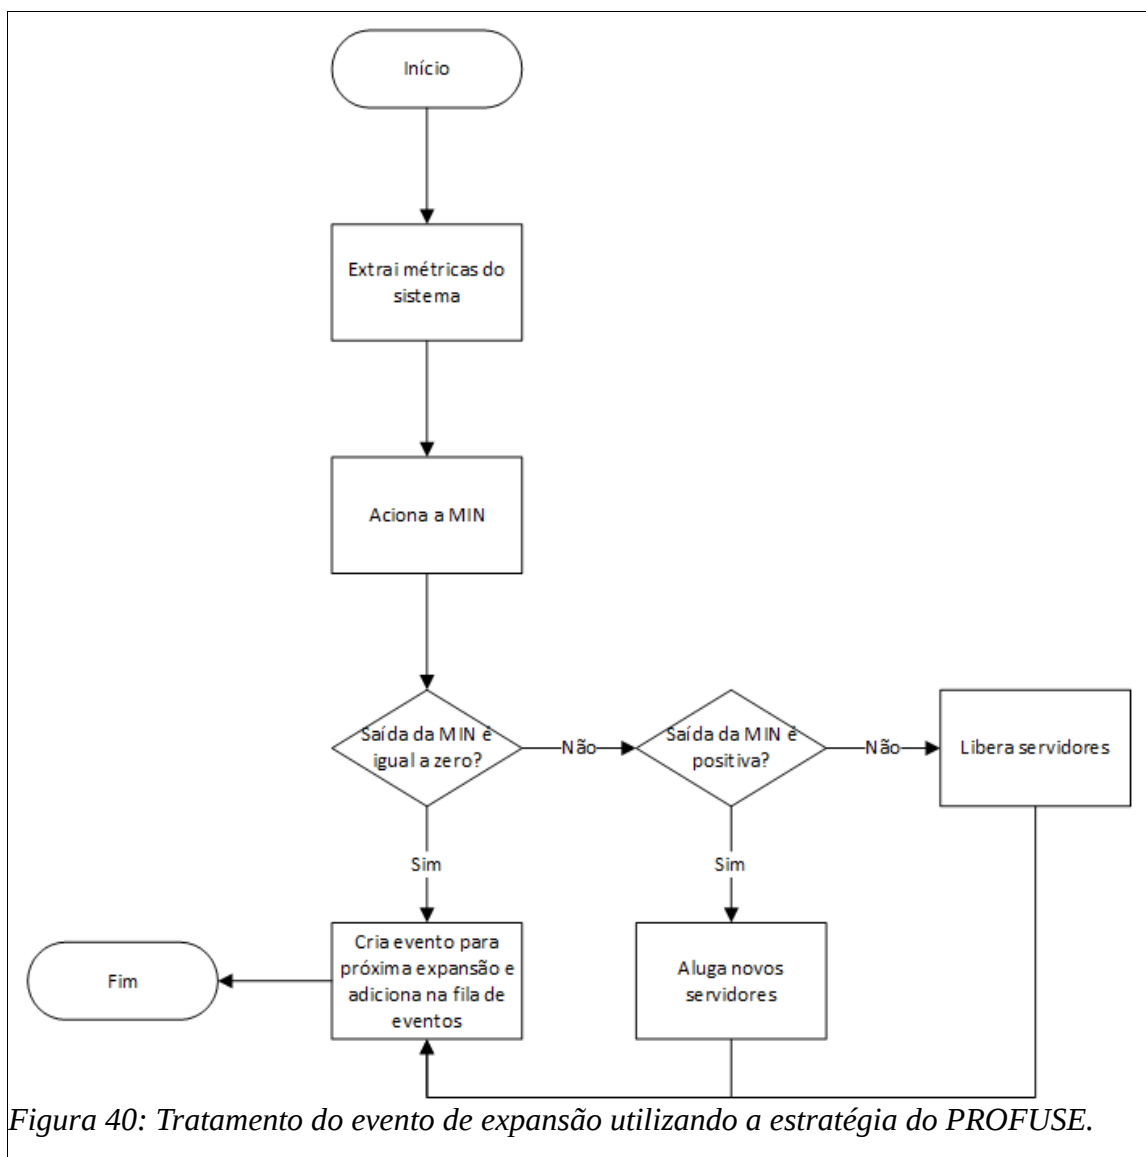 Início
Extrai métricas do
sistema
Aciona a MIN
Saída da MIN é
igual a zero?
Não
Saída da MIN é
positiva?
Não
Libera servidores
Sim
Sim
Fim
Cria evento para
próxima expansão e
adiciona na fila de
eventos
Aluga novos
servidores
Figura 40: Tratamento do evento de expansão utilizando a estratégia do PROFUSE.